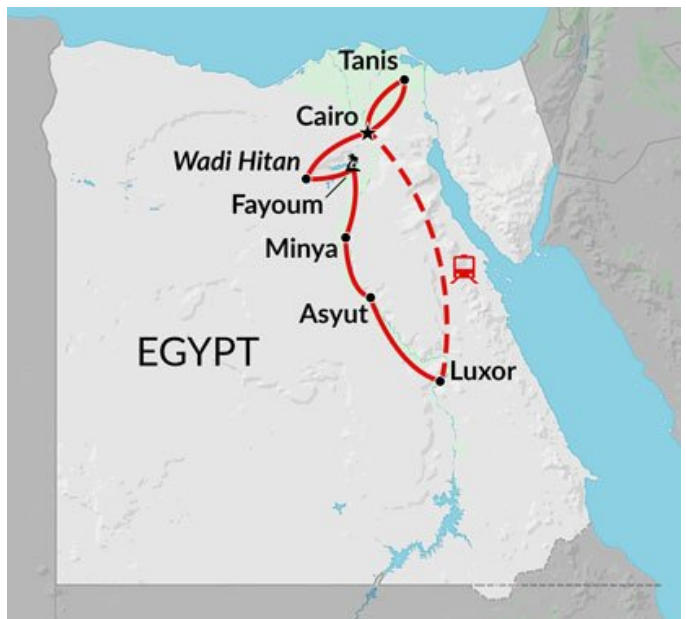 Tanis
Cairo
Wadi Hitan
Fayoum
Minya
Asyut
EGYPT
Luxor